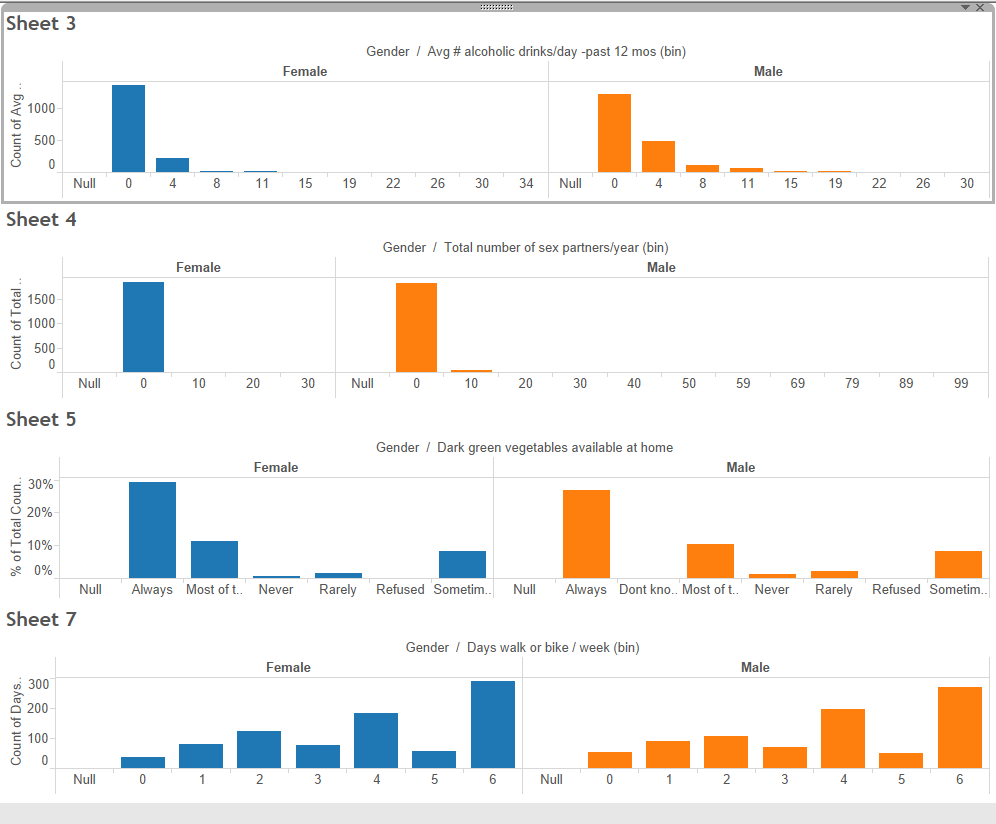 Sheet 3
Gender / Avg # alcoholic drinks/day -past 12 mos (bin)
Female Male
Count of Avg ..
1000
500
0
Null 0 4 8 11 15 19 22 26 30 34 Null 0 4 8 11 15 19 22 26 30
Sheet 4
Gender / Total number of sex partners/year (bin)
Female Male
Count of Total ..
1500
1000
500
0
Null 0 10 20 30 Null 0 10 20 30 40 50 59 69 79 89 99
Sheet 5
Gender / Dark green vegetables available at home
Female Male
% of Total Coun..
30%
20%
10%
0%
Null Always Most of t.. Never Rarely Refused Sometim.. Null Always Dont kno.. Most of t.. Never Rarely Refused Sometim..
Sheet 7
Gender / Days walk or bike / week (bin)
Female Male
Count of Days..
300
200
100
0
Null 0 1 2 3 4 5 6 Null 0 1 2 3 4 5 6